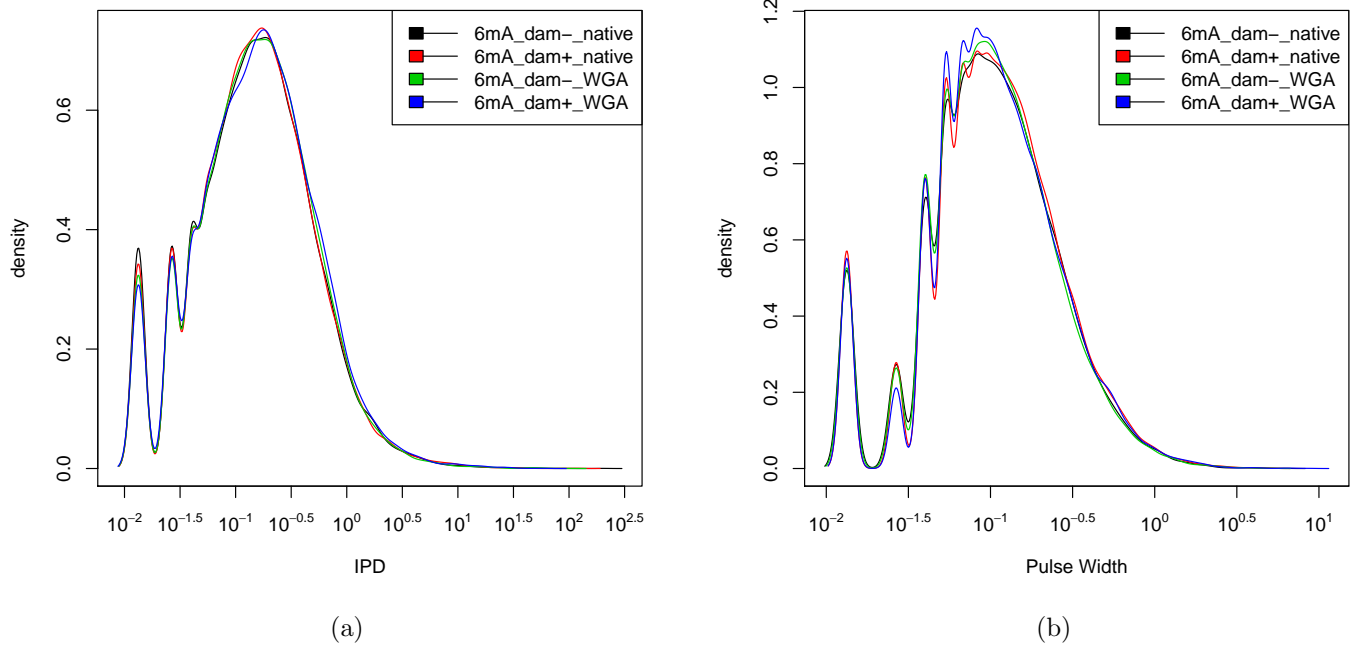 6mA_dam−_native
6mA_dam+_native
6mA_dam−_WGA
6mA_dam+_WGA
density
0.0
0.2
0.4
0.6
10^-2 10^-1.5 10^-1 10^-0.5 10^0 10^0.5 10^1 10^1.5 10^2 10^2.5
IPD
(a)
6mA_dam−_native
6mA_dam+_native
6mA_dam−_WGA
6mA_dam+_WGA
density
0.0
0.2
0.4
0.6
0.8
1.0
1.2
10^-2 10^-1.5 10^-1 10^-0.5 10^0 10^0.5 10^1
Pulse Width
(b)